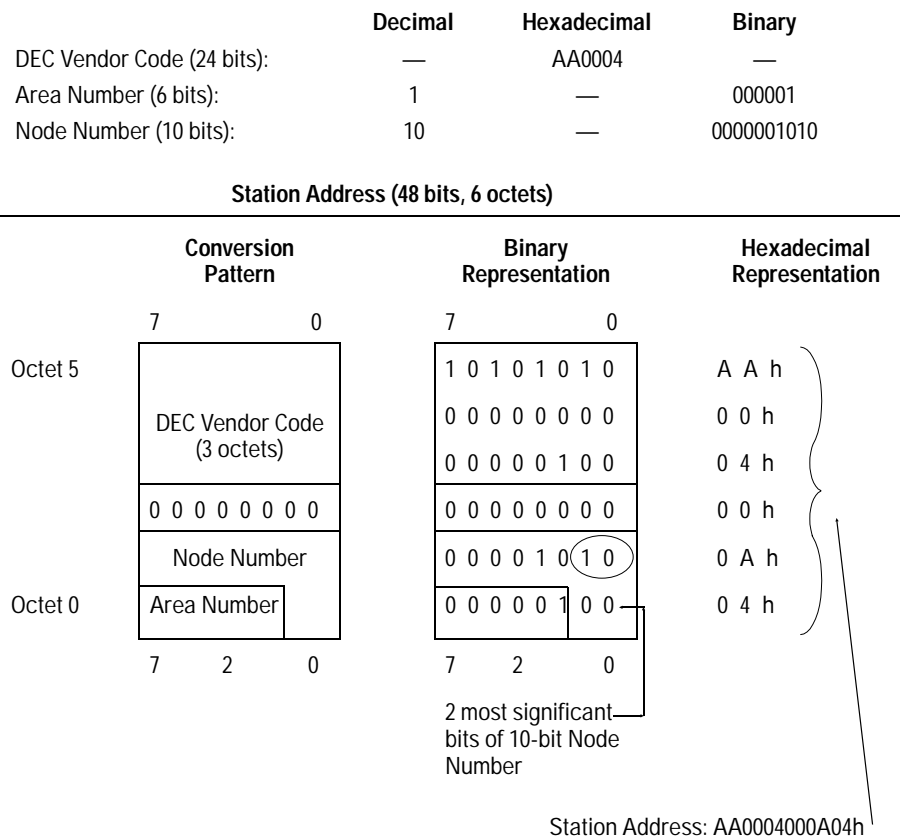 Decimal Hexadecimal Binary
DEC Vendor Code (24 bits): — AA0004 —
Area Number (6 bits): 1 — 000001
Node Number (10 bits): 10 — 0000001010
Station Address (48 bits, 6 octets)
Conversion Pattern
Binary Representation
Hexadecimal Representation
7 0 7 0
Octet 5 1 0 1 0 1 0 1 0 A A h
DEC Vendor Code (3 octets)
0 0 0 0 0 0 0 0 0 0 h
0 0 0 0 0 1 0 0 0 4 h
0 0 0 0 0 0 0 0 0 0 0 0 0 0 0 0 0 0 h
Node Number 0 0 0 0 1 0 1 0 0 A h
Octet 0 Area Number 0 0 0 0 0 1 0 0 0 4 h
7 2 0 7 2 0
2 most significant
bits of 10-bit Node
Number
Station Address: AA0004000A04h